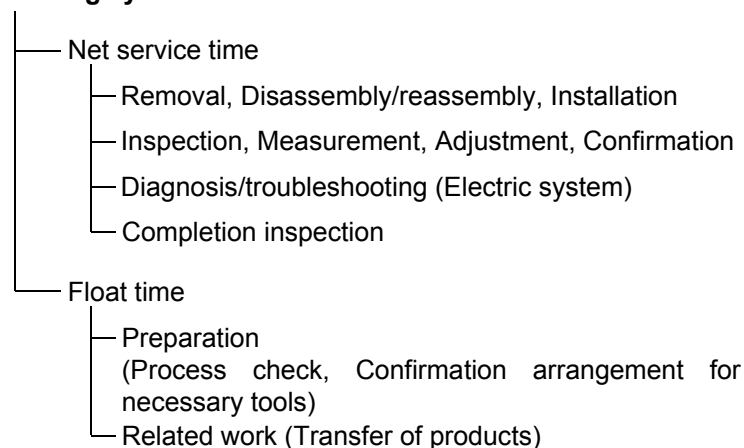 Net service time
Removal, Disassembly/reassembly, Installation
Inspection, Measurement, Adjustment, Confirmation
Diagnosis/troubleshooting (Electric system)
Completion inspection
Float time
Preparation
(Process check, Confirmation arrangement for
necessary tools)
Related work (Transfer of products)